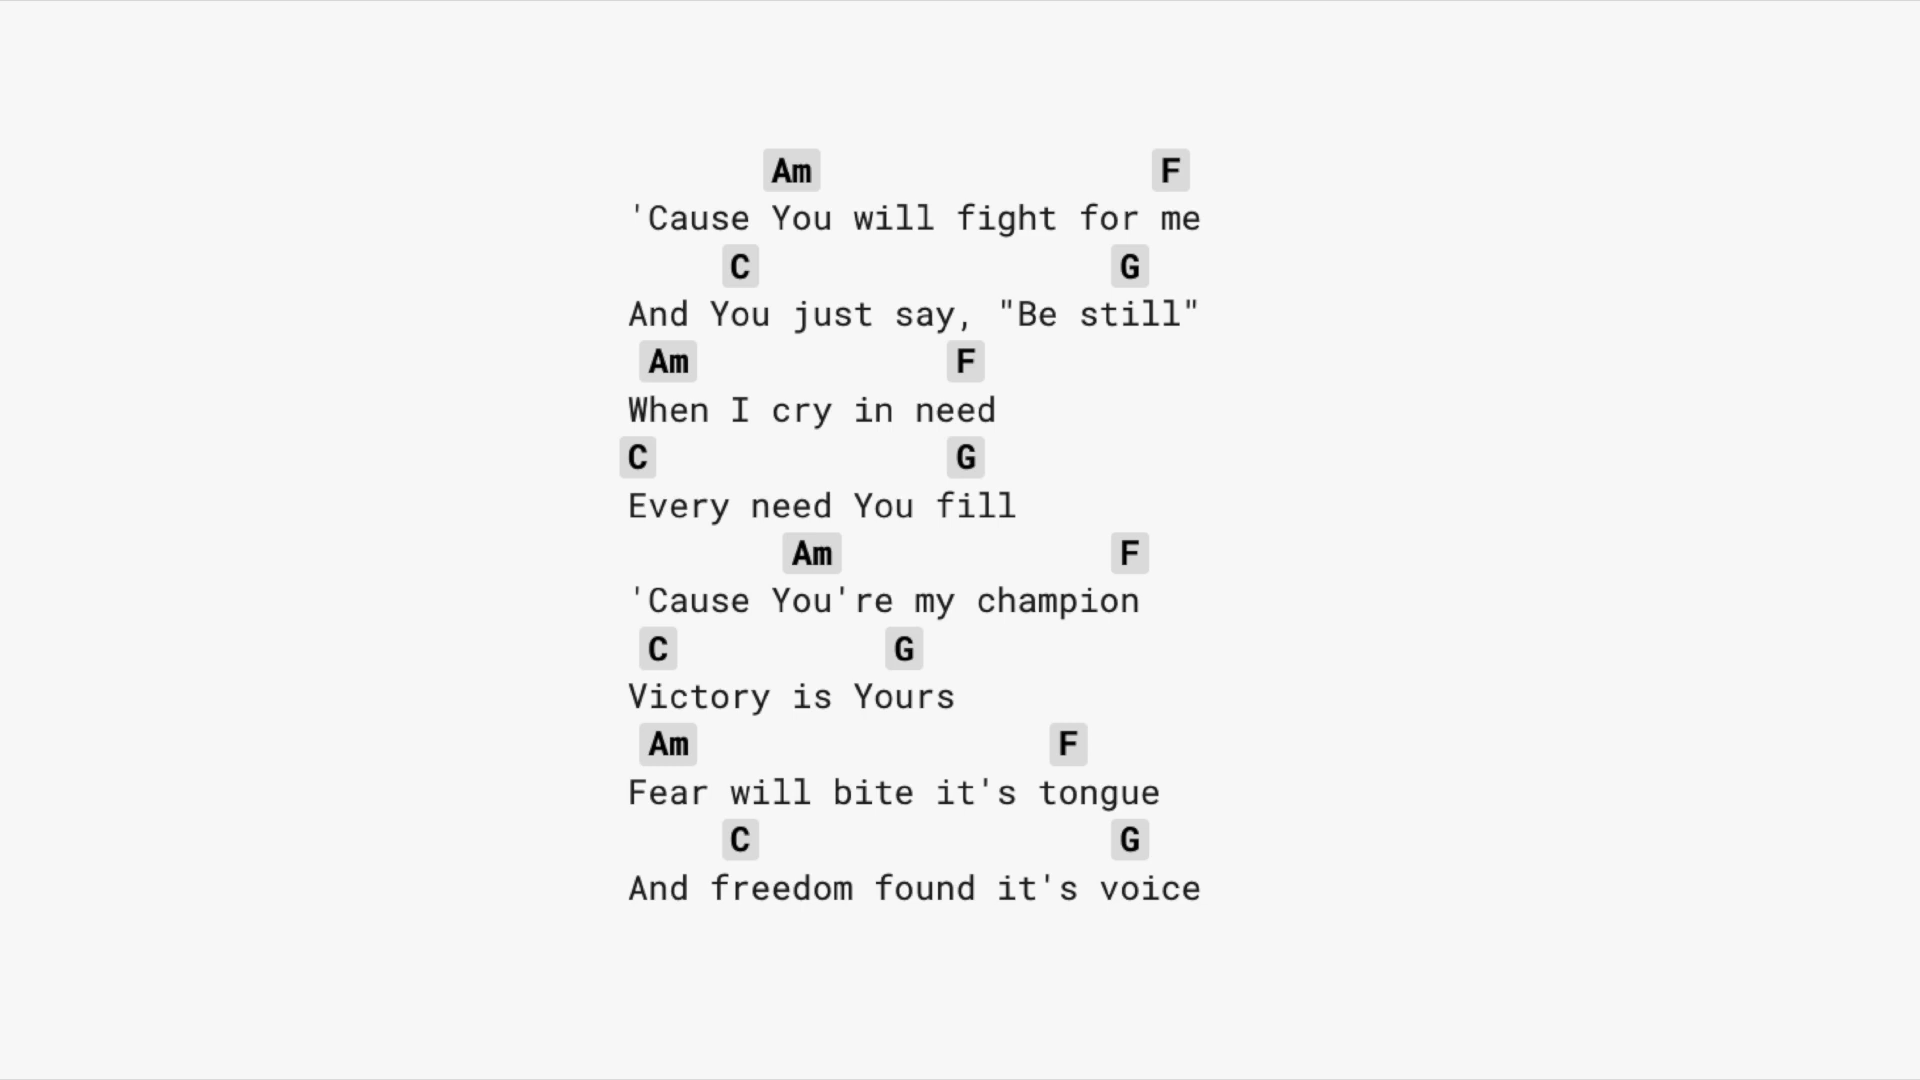 Am F
'Cause You will fight for me
C G
And You just say, "Be still"
Am F
When I cry in need
C G
Every need You fill
Am F
'Cause You're my champion
C G
Victory is Yours
Am F
Fear will bite it's tongue
C G
And freedom found it's voice